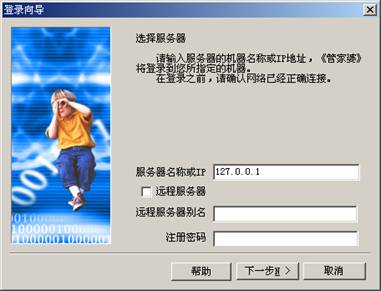 登录向导
选择服务器
请输入服务器的机器名称或IP地址，《管家婆》
将登录到您所指定的机器。
在登录之前，请确认网络已经正确连接。
服务器名称或IP 127.0.0.1
远程服务器
远程服务器别名
注册密码
帮助 下一步N > 取消